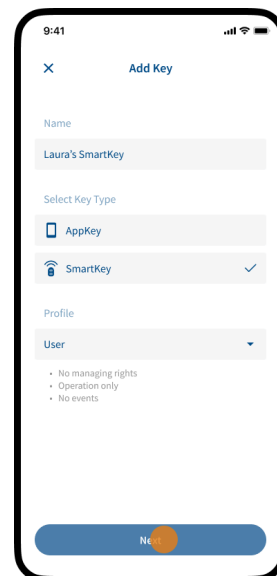 9:41
Add Key
Name
Laura's SmartKey
Select Key Type
AppKey
SmartKey
Profile
User
• No managing rights
• Operation only
• No events
Next